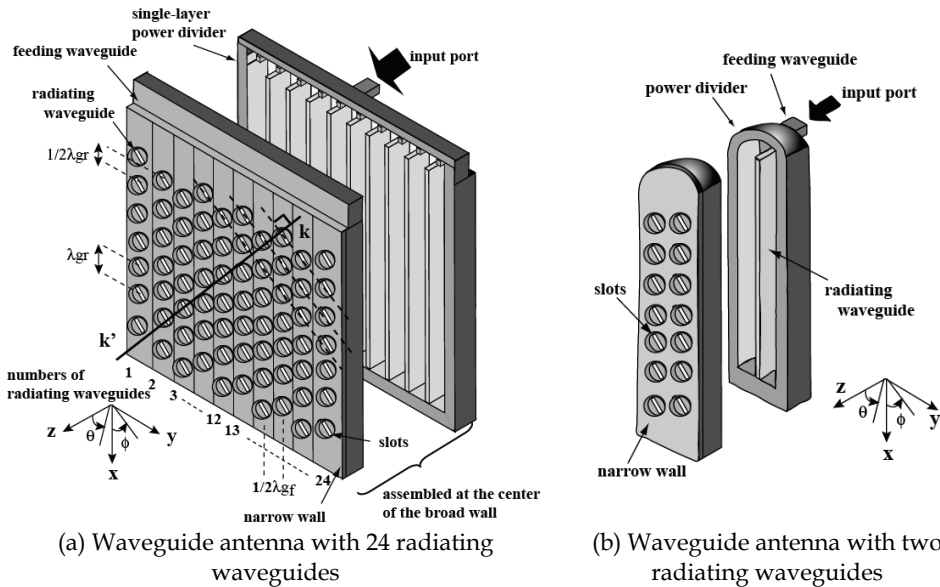 single-layer
power divider
feeding waveguide
input port
radiating
waveguide
1/2λgr
λgr
k
k’
numbers of
radiating waveguides
1
2
3
12
13
24
z
θ
ϕ
y
x
1/2λgf
slots
narrow wall
assembled at the center
of the broad wall
(a) Waveguide antenna with 24 radiating
waveguides
feeding waveguide
power divider
input port
slots
radiating
waveguide
narrow wall
z
θ
ϕ
y
x
(b) Waveguide antenna with two
radiating waveguides